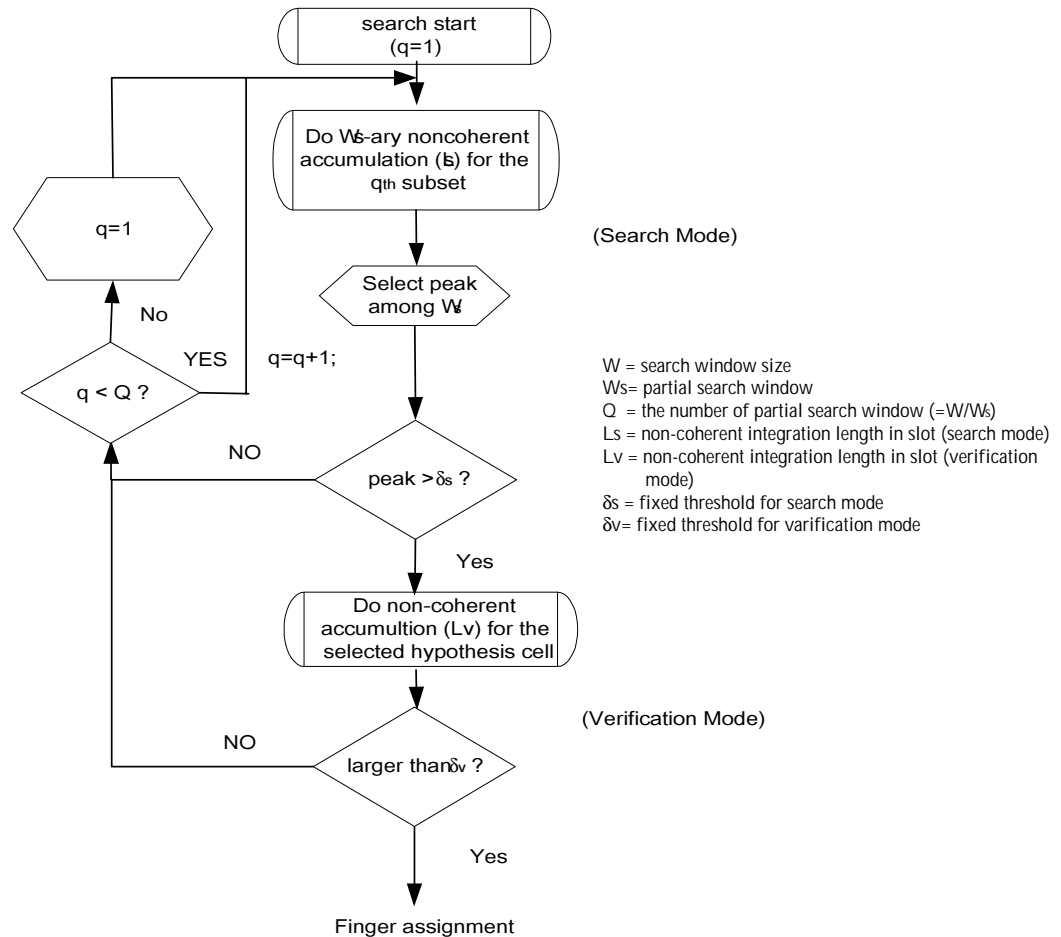 search start
(q=1)
Do Ws-ary noncoherent
accumulation (Ls) for the
qth subset
(Search Mode)
q=1
Select peak
among Ws
No
YES
q=q+1;
q < Q ?
W = search window size
Ws= partial search window
Q = the number of partial search window (=W/Ws)
Ls = non-coherent integration length in slot (search mode)
Lv = non-coherent integration length in slot (verification
mode)
δs = fixed threshold for search mode
δv= fixed threshold for varification mode
NO
peak >δs ?
Yes
Do non-coherent
accumultion (Lv) for the
selected hypothesis cell
(Verification Mode)
NO
larger than δv ?
Yes
Finger assignment